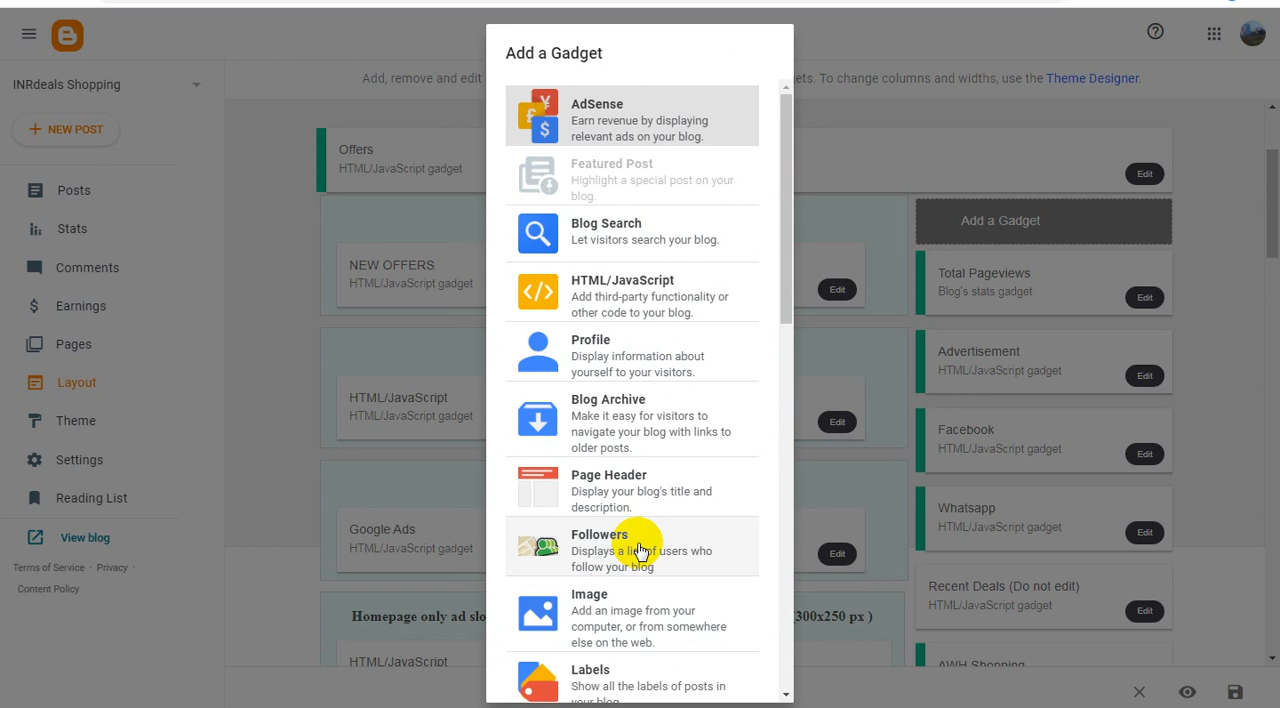 Add a Gadget
INRdeals Shopping
NEW POST
Posts
Stats
Comments
Earnings
Pages
Layout
Theme
Settings
Reading List
View blog
Terms of Service · Privacy ·
Content Policy
Add, remove and edit
ets. To change columns and widths, use the Theme Designer.
Offers
HTML/JavaScript gadget
Edit
NEW OFFERS
HTML/JavaScript gadget
Edit
HTML/JavaScript
HTML/JavaScript gadget
Edit
Google Ads
HTML/JavaScript gadget
Edit
Homepage only ad slo
(300x250 px )
HTML/JavaScript
AdSense
Earn revenue by displaying
relevant ads on your blog.
Featured Post
Highlight a special post on your
blog.
Blog Search
Let visitors search your blog.
HTML/JavaScript
Add third-party functionality or
other code to your blog.
Profile
Display information about
yourself to your visitors.
Blog Archive
Make it easy for visitors to
navigate your blog with links to
older posts.
Page Header
Display your blog's title and
description.
Followers
Displays a list of users who
follow your blog
Image
Add an image from your
computer, or from somewhere
else on the web.
Labels
Show all the labels of posts in
your blog
Add a Gadget
Total Pageviews
Blog's stats gadget
Edit
Advertisement
HTML/JavaScript gadget
Edit
Facebook
HTML/JavaScript gadget
Edit
Whatsapp
HTML/JavaScript gadget
Edit
Recent Deals (Do not edit)
HTML/JavaScript gadget
Edit
AWH Shopping